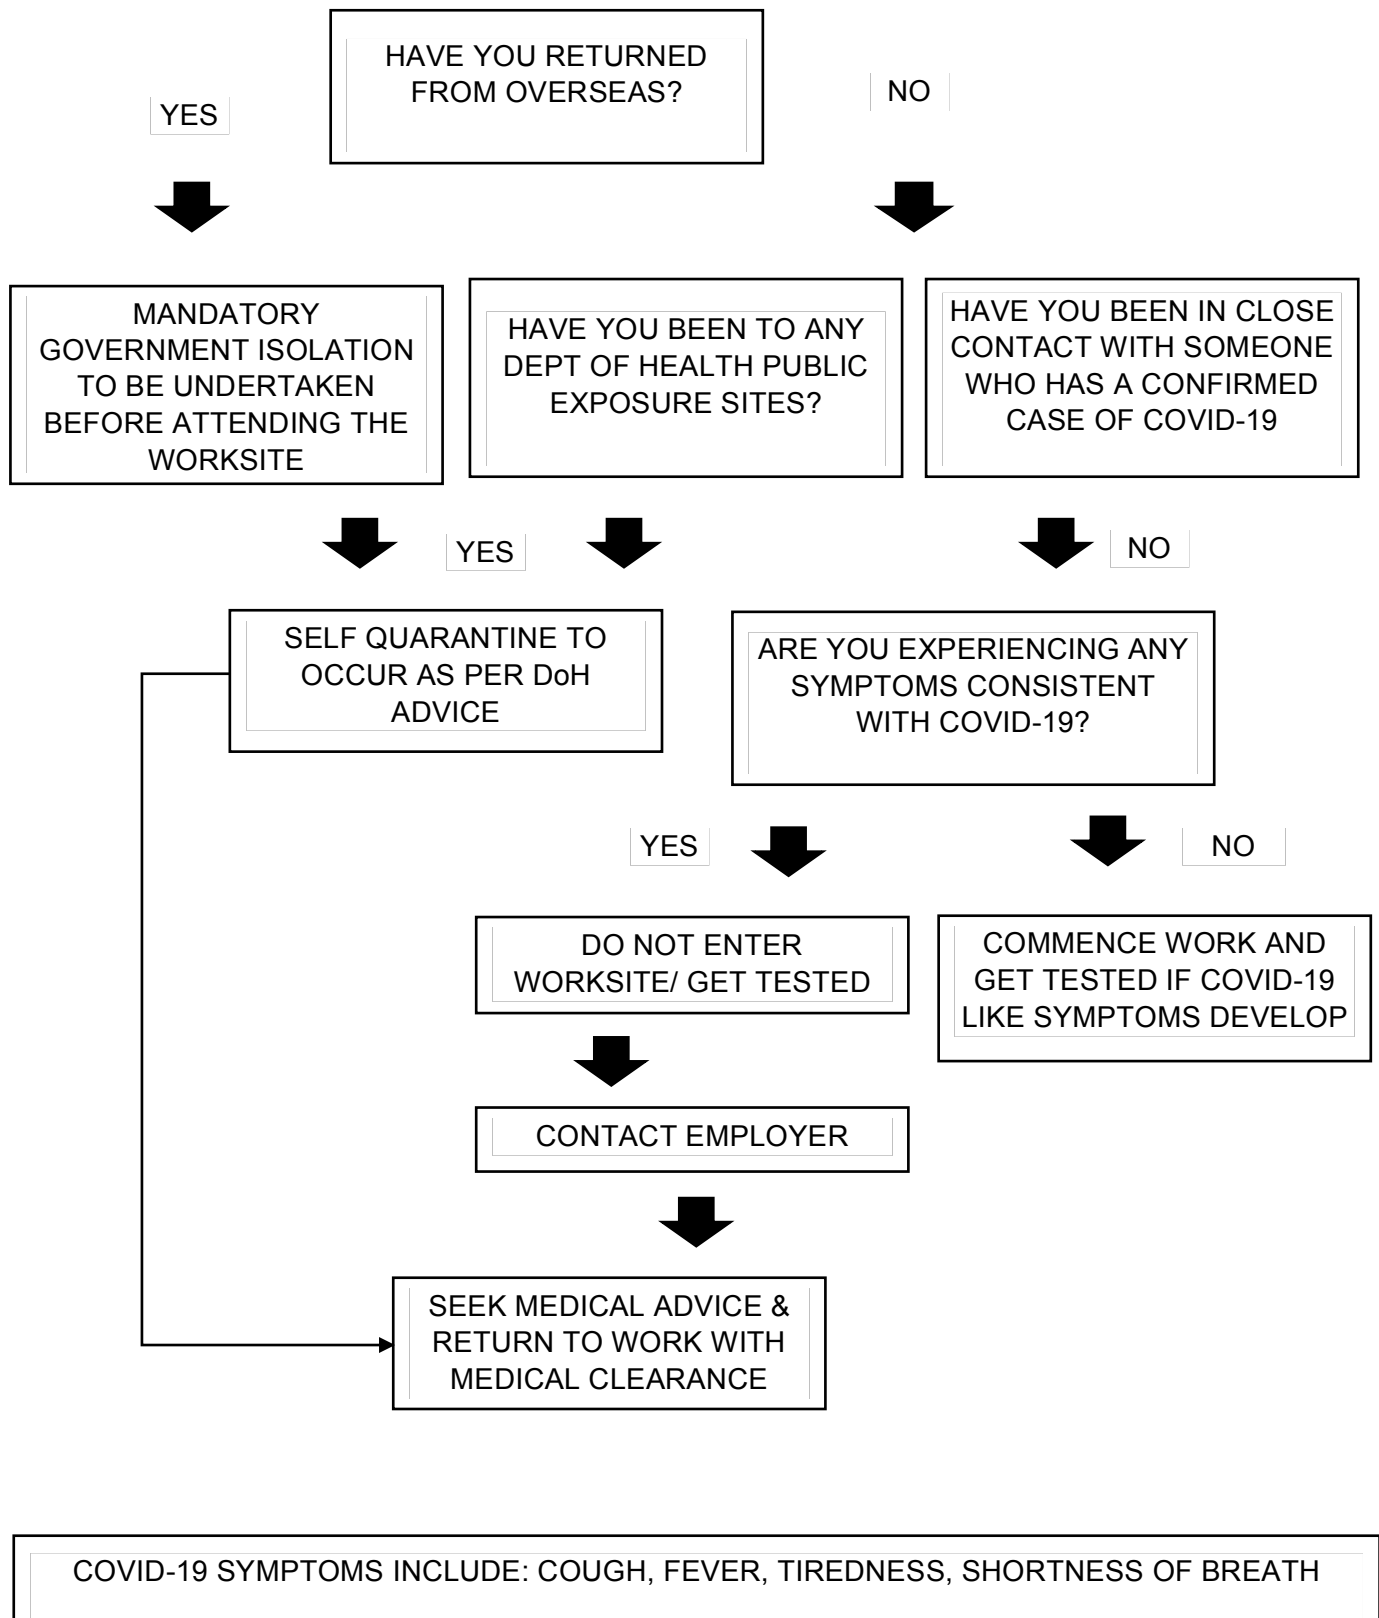 HAVE YOU RETURNED
FROM OVERSEAS?
YES
NO
MANDATORY
GOVERNMENT ISOLATION
TO BE UNDERTAKEN
BEFORE ATTENDING THE
WORKSITE
HAVE YOU BEEN TO ANY
DEPT OF HEALTH PUBLIC
EXPOSURE SITES?
HAVE YOU BEEN IN CLOSE
CONTACT WITH SOMEONE
WHO HAS A CONFIRMED
CASE OF COVID-19
YES
NO
SELF QUARANTINE TO
OCCUR AS PER DoH
ADVICE
ARE YOU EXPERIENCING ANY
SYMPTOMS CONSISTENT
WITH COVID-19?
YES
NO
DO NOT ENTER
WORKSITE/ GET TESTED
COMMENCE WORK AND
GET TESTED IF COVID-19
LIKE SYMPTOMS DEVELOP
CONTACT EMPLOYER
SEEK MEDICAL ADVICE &
RETURN TO WORK WITH
MEDICAL CLEARANCE
COVID-19 SYMPTOMS INCLUDE: COUGH, FEVER, TIREDNESS, SHORTNESS OF BREATH